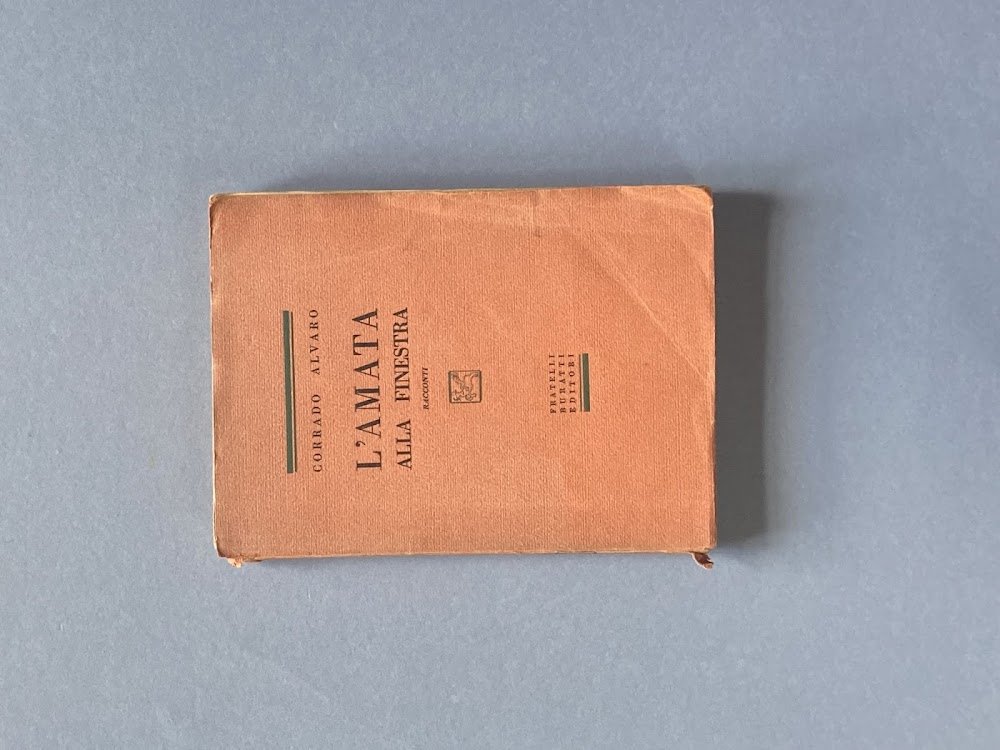 CORRADO ALVARO
L'AMATA
ALLA FINESTRA
RACCONTI
FRATELLI
BURATTI
EDITORI